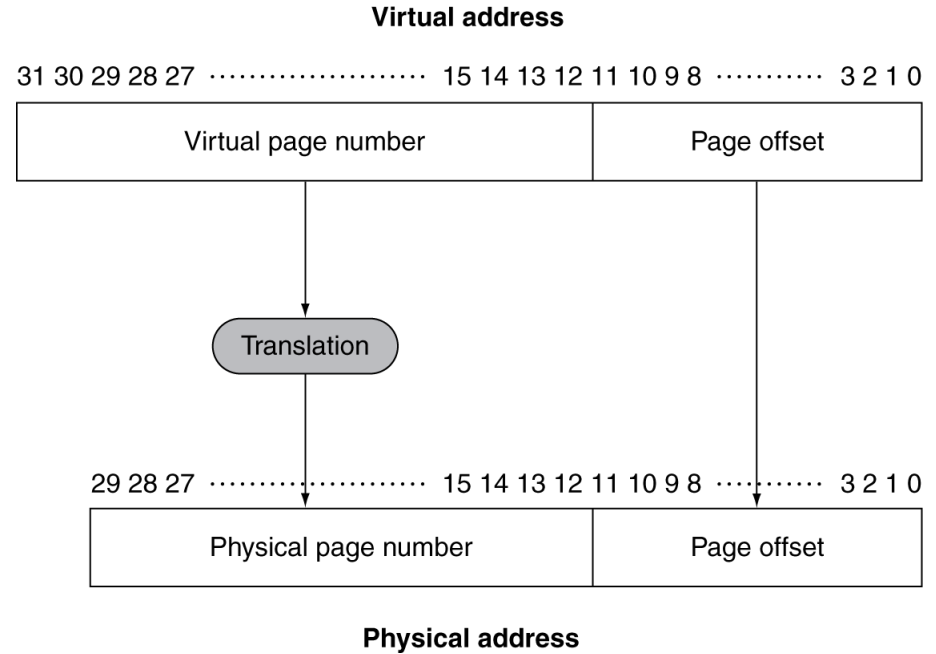 Virtual address
31 30 29 28 27 ······················ 15 14 13 12 11 10 9 8 ··········· 3 2 1 0
Virtual page number Page offset
Translation
29 28 27 ······················ 15 14 13 12 11 10 9 8 ··········· 3 2 1 0
Physical page number Page offset
Physical address